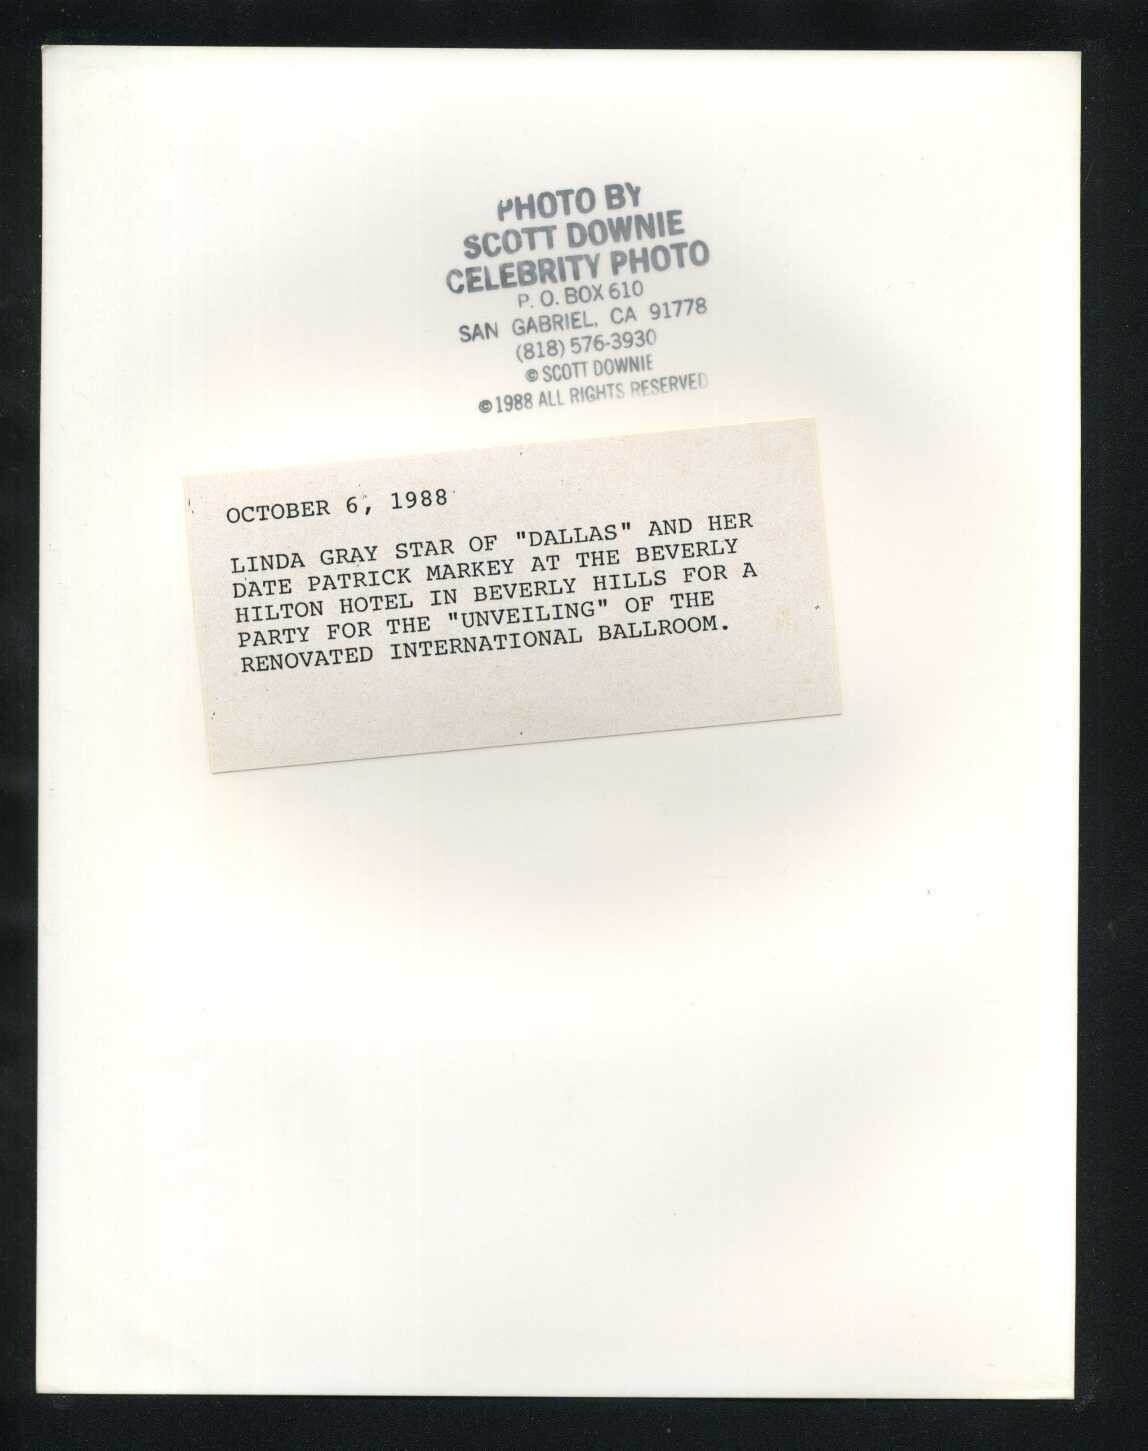 PHOTO BY
SCOTT DOWNIE
CELEBRITY PHOTO
P. O. BOX 610
SAN GABRIEL, CA 91778
(818) 576-3930
© SCOTT DOWNIE
© 1988 ALL RIGHTS RESERVED
OCTOBER 6, 1988
LINDA GRAY STAR OF "DALLAS" AND HER
DATE PATRICK MARKEY AT THE BEVERLY
HILTON HOTEL IN BEVERLY HILLS FOR A
PARTY FOR THE "UNVEILING" OF THE
RENOVATED INTERNATIONAL BALLROOM.